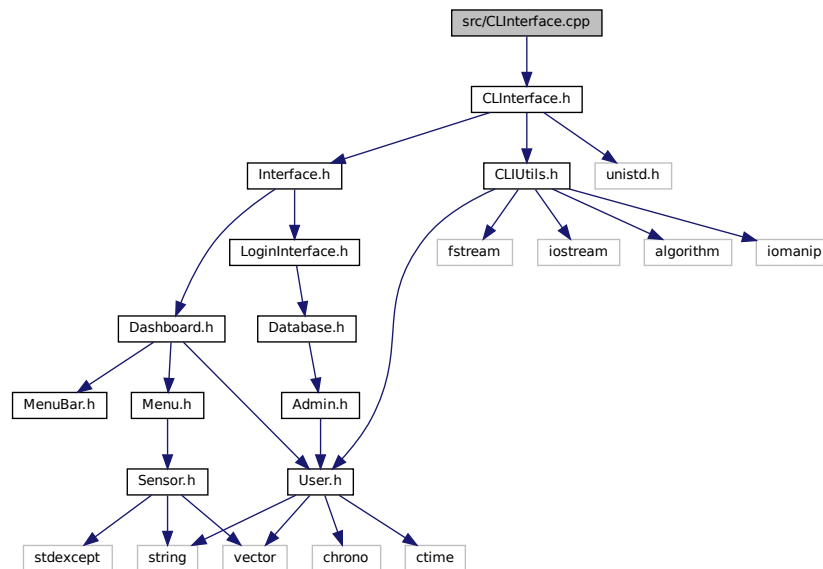 src/CLInterface.cpp
CLInterface.h
Interface.h
CLIUtils.h
unistd.h
LoginInterface.h
fstream
iostream
algorithm
iomanip
Dashboard.h
Database.h
MenuBar.h
Menu.h
Admin.h
Sensor.h
User.h
stdexcept
string
vector
chrono
ctime